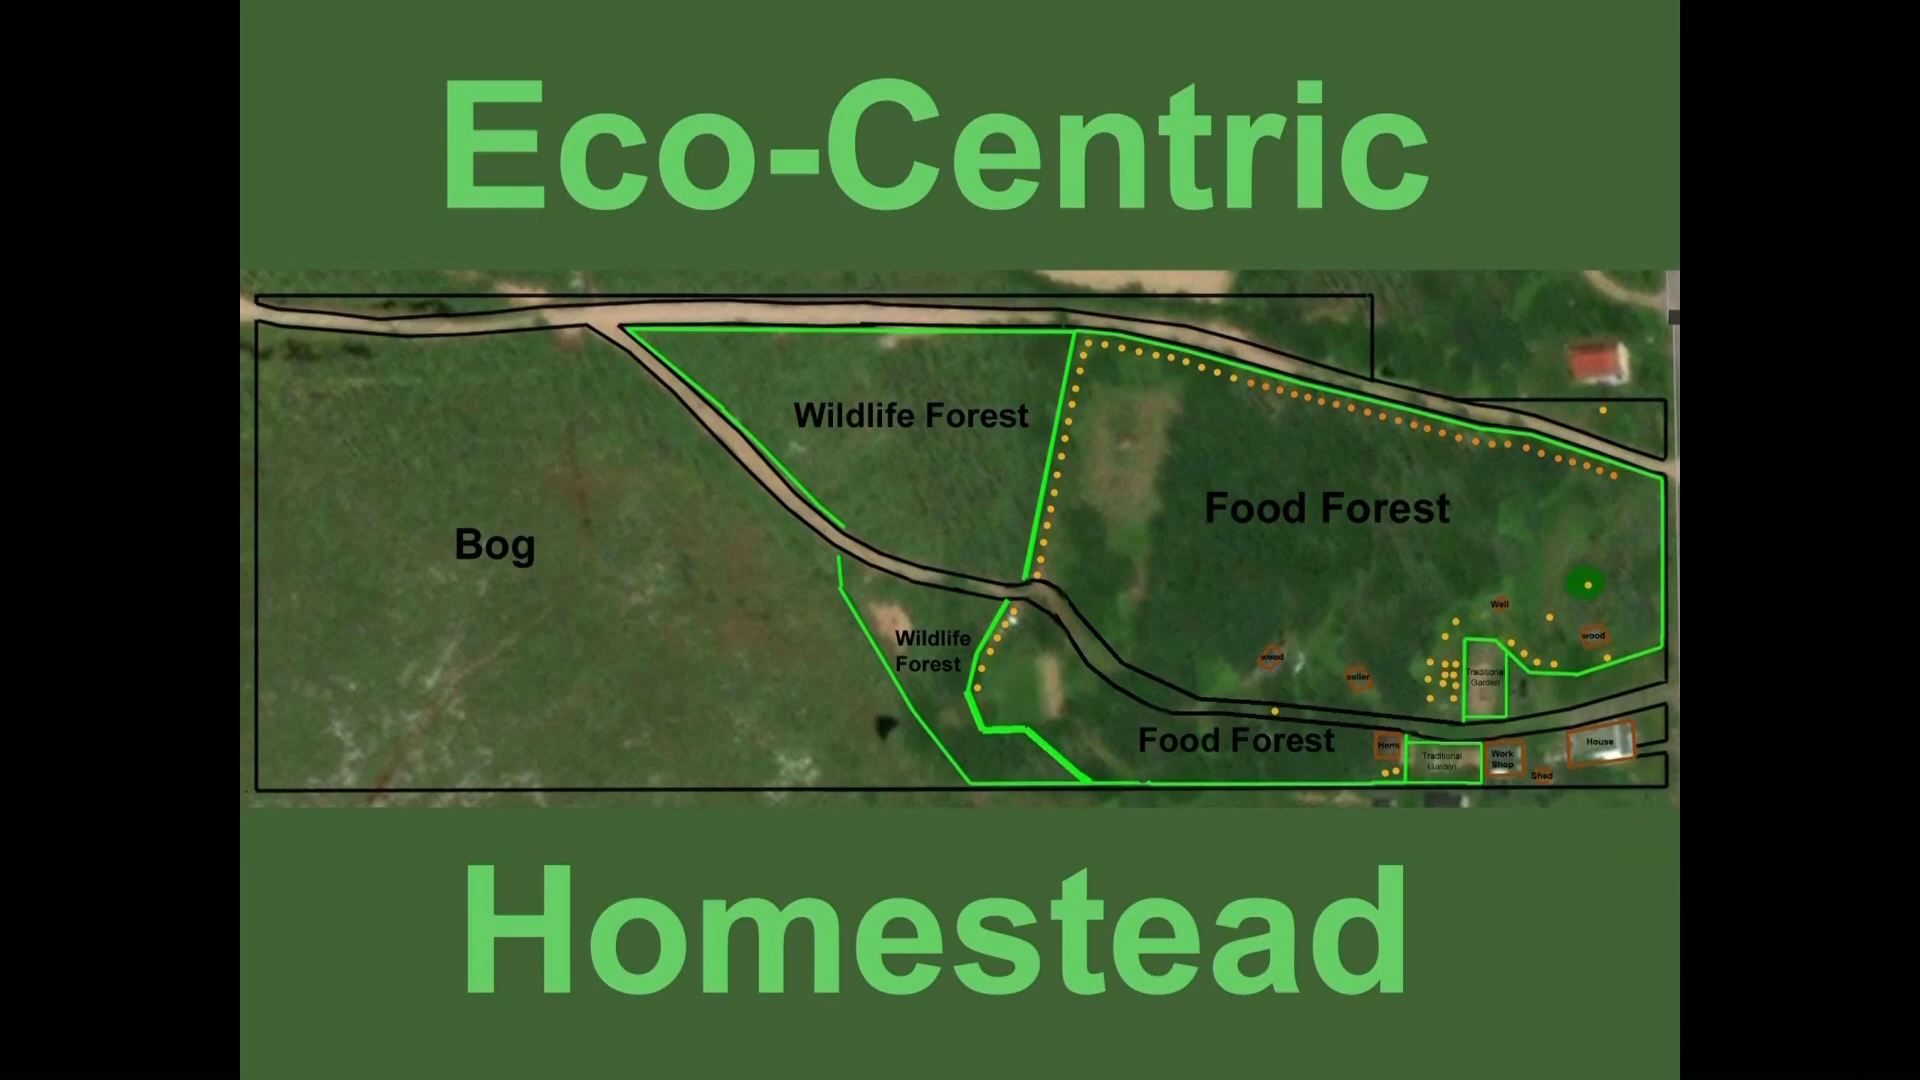 Eco-Centric
Wildlife Forest
Food Forest
Bog
Well
wood
Wildlife
Forest
wood
celler
Traditional
Garden
Food Forest
Hens
Traditional
Garden
Work
Shop
House
Shed
Homestead